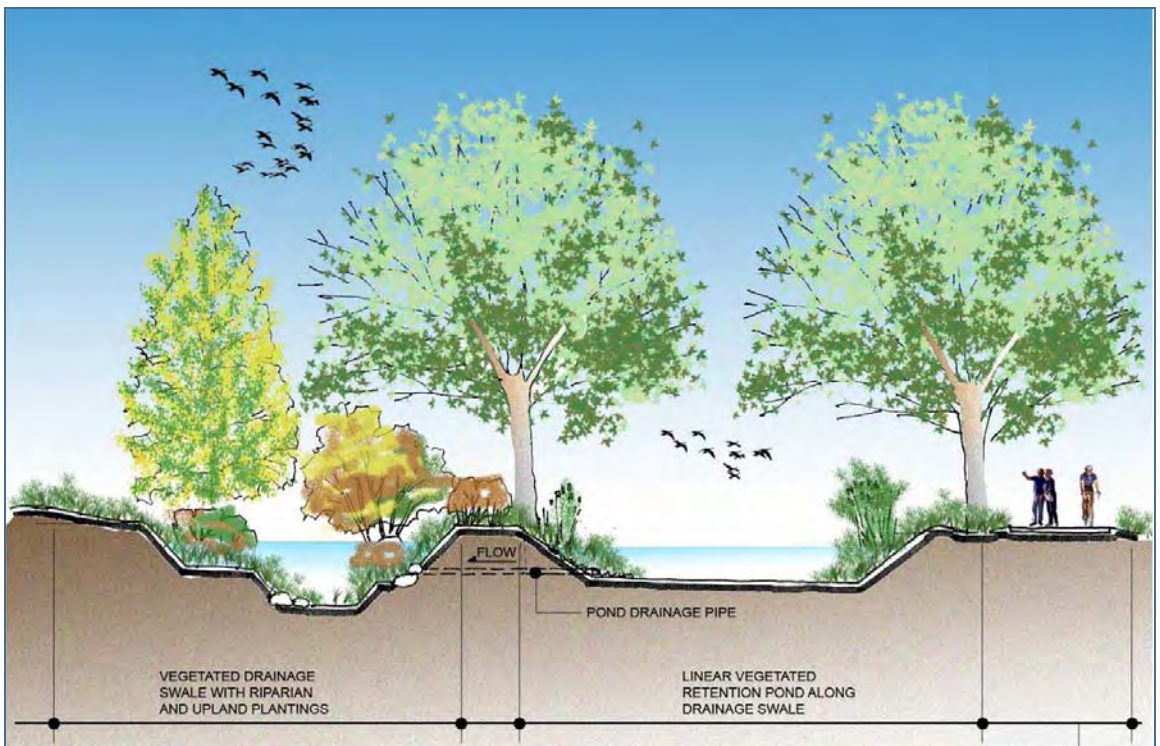 FLOW
POND DRAINAGE PIPE
VEGETATED DRAINAGE
SWALE WITH RIPARIAN
AND UPLAND PLANTINGS
LINEAR VEGETATED
RETENTION POND ALONG
DRAINAGE SWALE